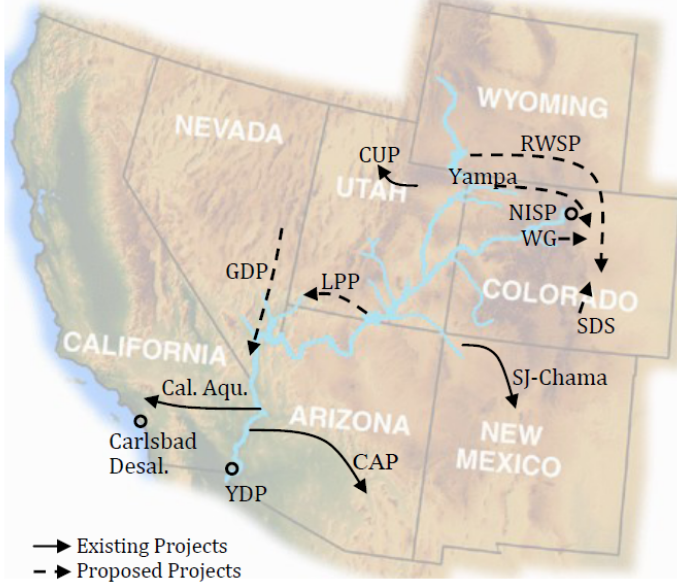 WYOMING
NEVADA
RWSP
CUP
Yampa
UTAH
NISP
WG
GDP
LPP
COLORADO
SDS
CALIFORNIA
SJ-Chama
Cal. Aqu.
ARIZONA
NEW
MEXICO
Carlsbad
Desal.
CAP
YDP
Existing Projects
Proposed Projects